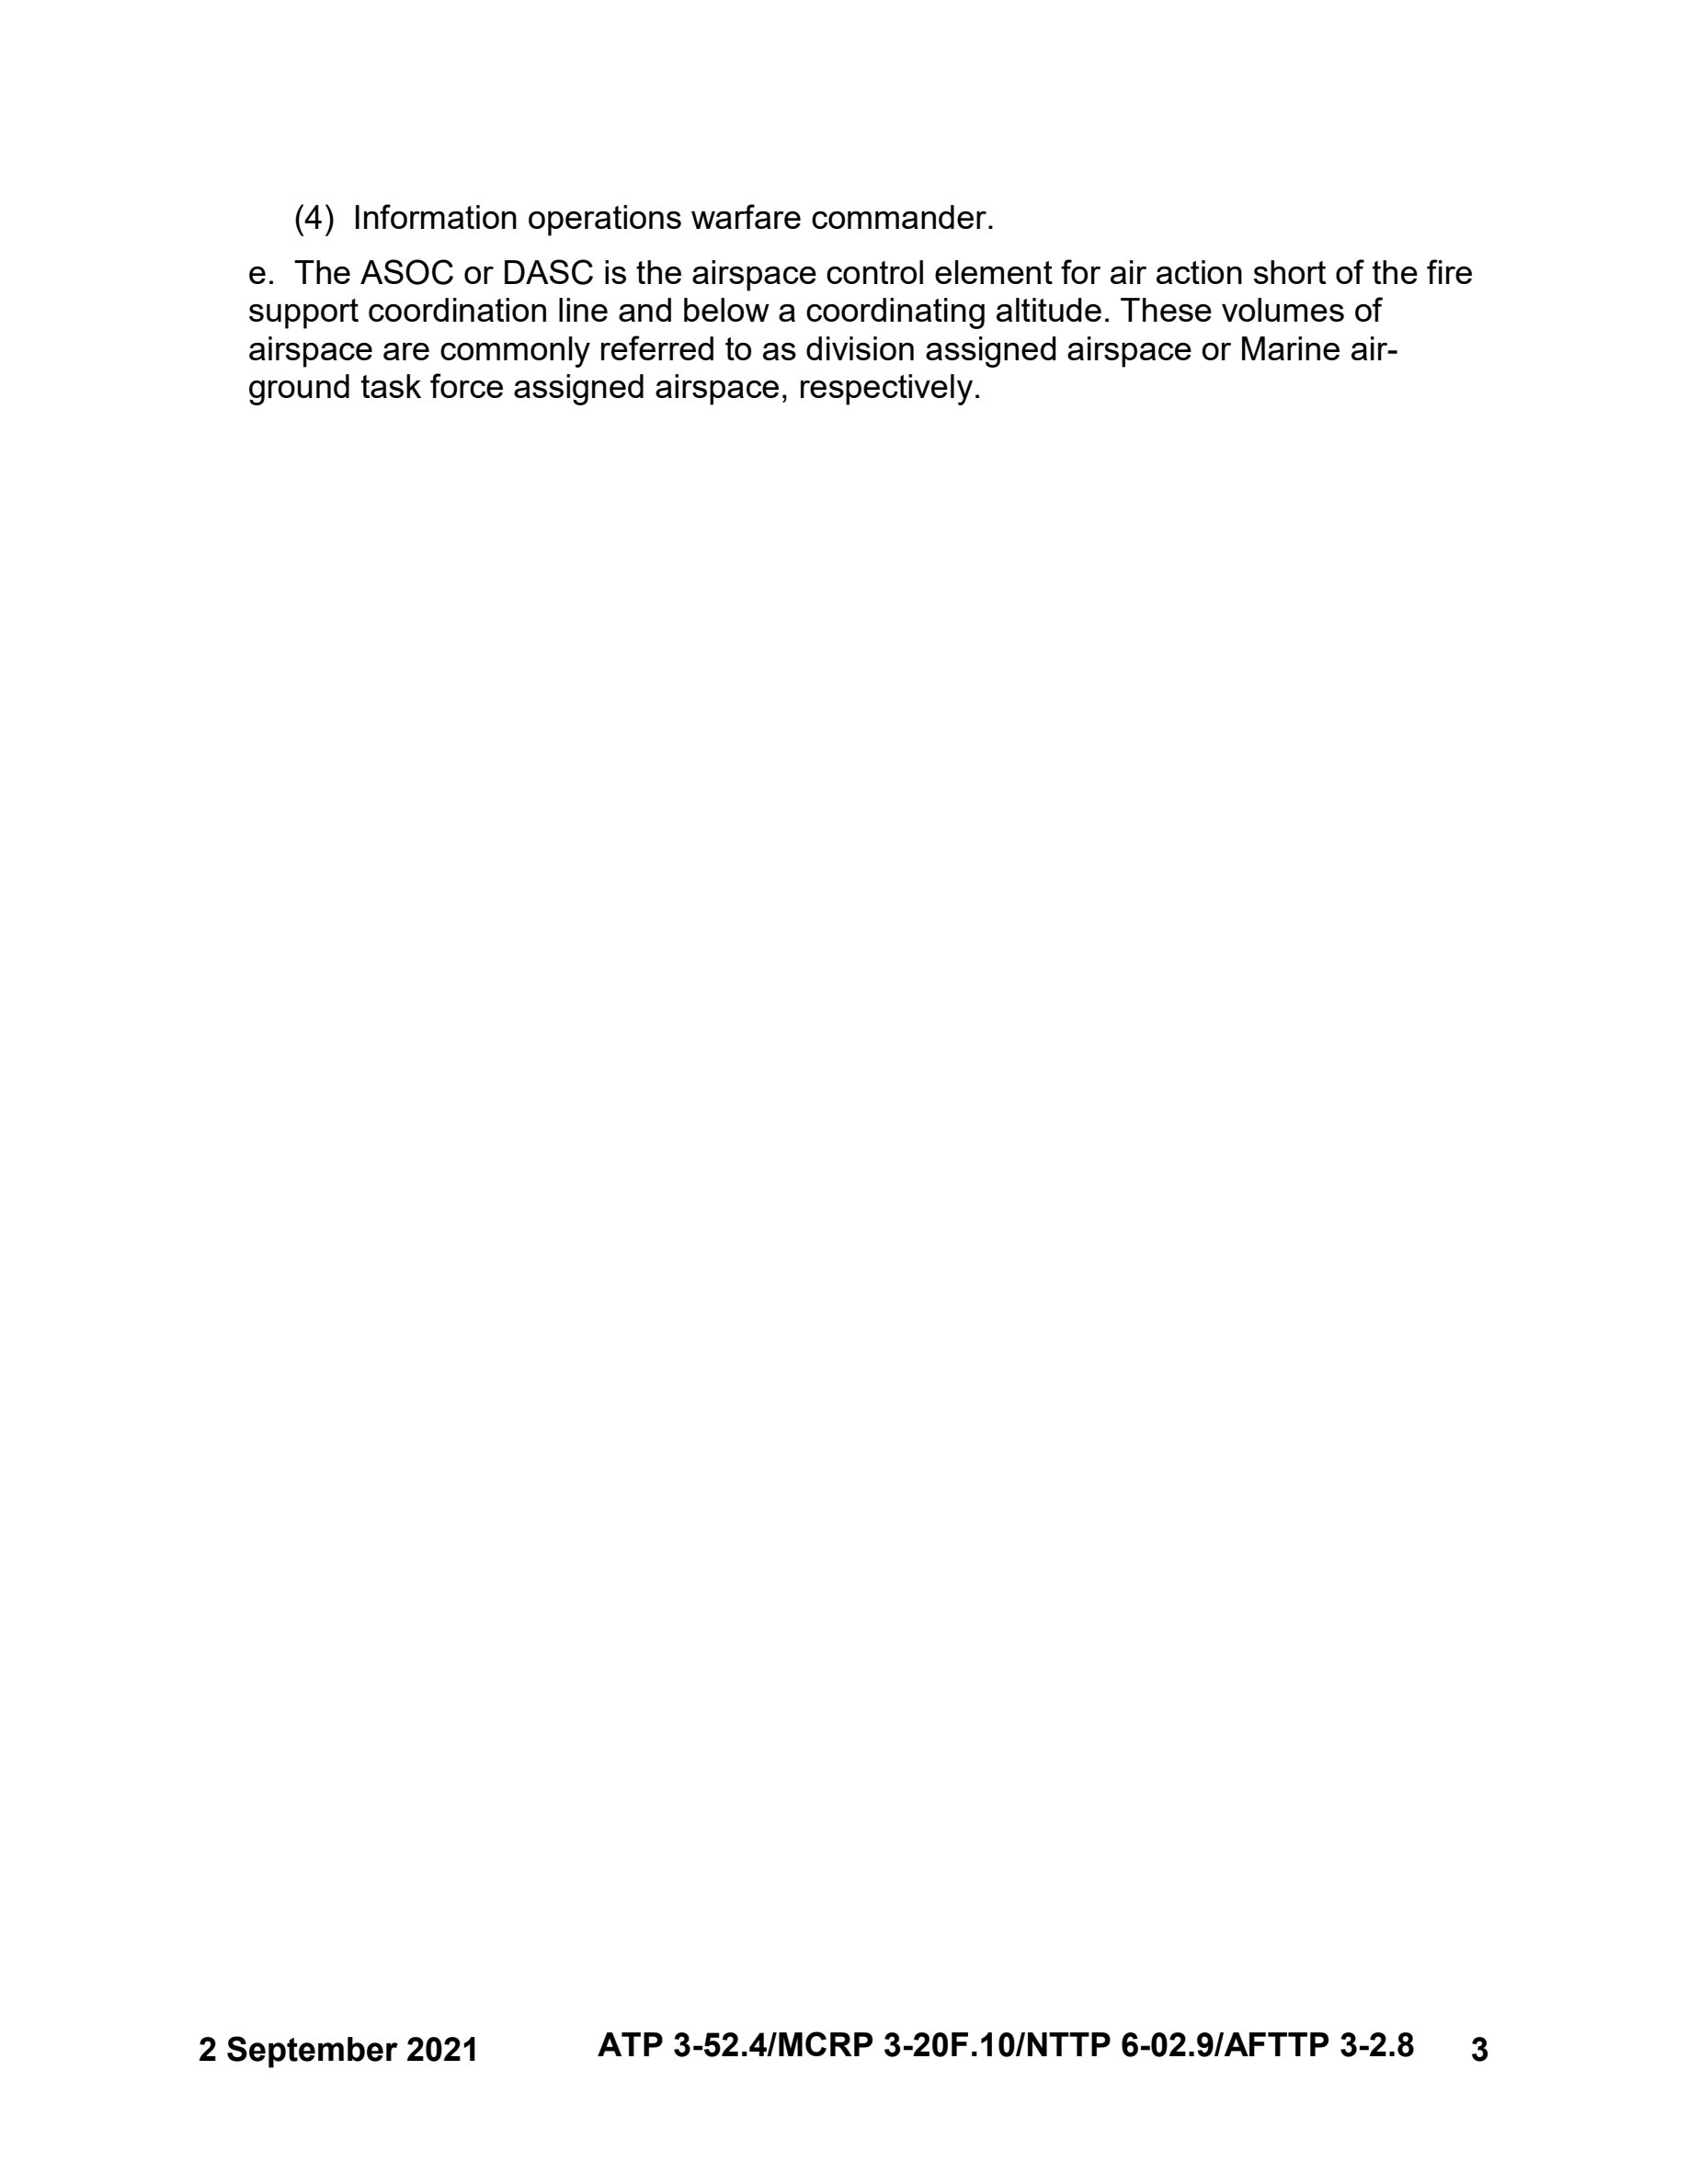 (4) Information operations warfare commander.
e. The ASOC or DASC is the airspace control element for air action short of the fire
support coordination line and below a coordinating altitude. These volumes of
airspace are commonly referred to as division assigned airspace or Marine air-
ground task force assigned airspace, respectively.
2 September 2021 ATP 3-52.4/MCRP 3-20F.10/NTTP 6-02.9/AFTTP 3-2.8 3